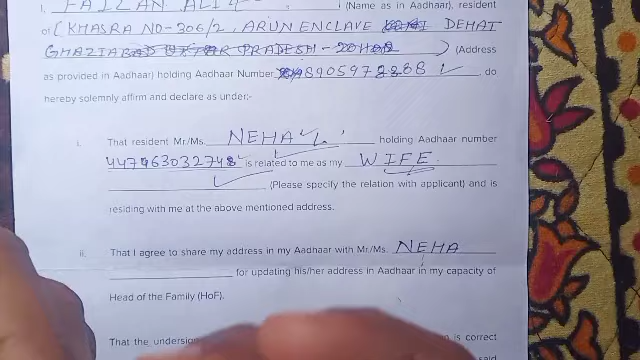 I, FAIZAN ALI (Name as in Aadhaar), resident
of (KHASRA NO-306/2, ARUN ENCLAVE DEHAT
GHAZIABAD UTTAR PRADESH - ) (Address
as provided in Aadhaar) holding Aadhaar Number do
hereby solemnly affirm and declare as under:-
i. That resident Mr/Ms. NEHA holding Aadhaar number
447463032748 is related to me as my WIFE.
(Please specify the relation with applicant) and is
residing with me at the above mentioned address.
ii. That I agree to share my address in my Aadhaar with Mr/Ms. NEHA
for updating his/her address in Aadhaar in my capacity of
Head of the Family (HoF).
That the undersig is correct
said